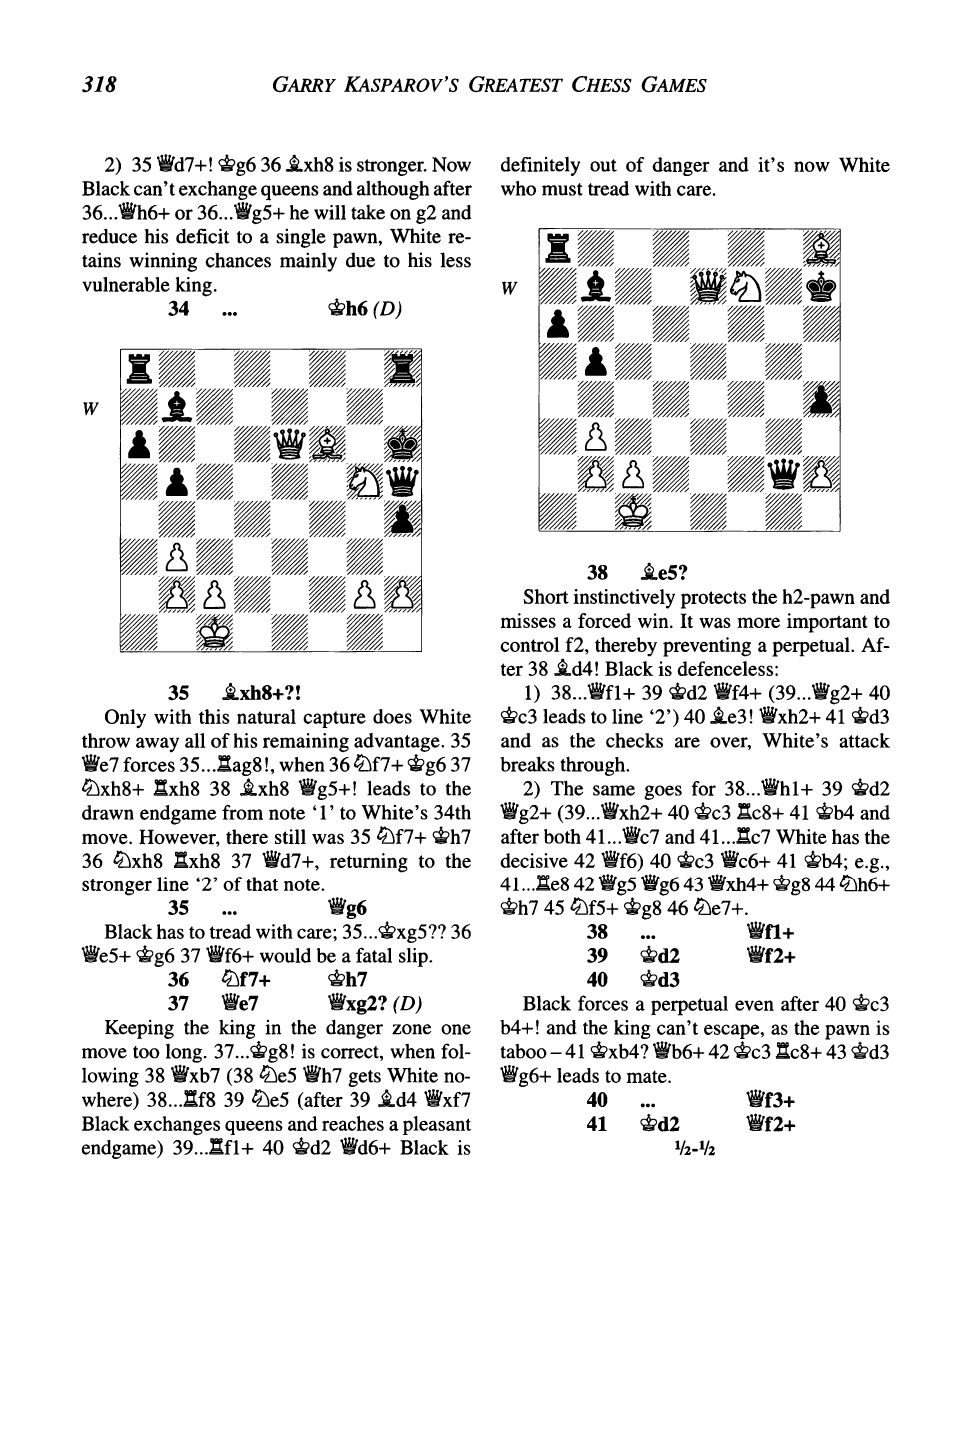 318
GARRY KASPAROV'S GREATEST CHESS GAMES
2) 35 ♕d7+! ♔g6 36 ♗xh8 is stronger. Now
Black can't exchange queens and although after
36...♕h6+ or 36...♕g5+ he will take on g2 and
reduce his deficit to a single pawn, White re-
tains winning chances mainly due to his less
vulnerable king.
34 ... ♔h6 (D)
W
35 ♗xh8+?!
Only with this natural capture does White
throw away all of his remaining advantage. 35
♕e7 forces 35...♖ag8!, when 36 ♘f7+ ♔g6 37
♘xh8+ ♖xh8 38 ♗xh8 ♕g5+! leads to the
drawn endgame from note '1' to White's 34th
move. However, there still was 35 ♘f7+ ♔h7
36 ♘xh8 ♖xh8 37 ♕d7+, returning to the
stronger line '2' of that note.
35 ... ♕g6
Black has to tread with care; 35...♔xg5?? 36
♕e5+ ♔g6 37 ♕f6+ would be a fatal slip.
36 ♘f7+ ♔h7
37 ♕e7 ♕xg2? (D)
Keeping the king in the danger zone one
move too long. 37...♔g8! is correct, when fol-
lowing 38 ♕xb7 (38 ♘e5 ♕h7 gets White no-
where) 38...♖f8 39 ♘e5 (after 39 ♗d4 ♕xf7
Black exchanges queens and reaches a pleasant
endgame) 39...♖f1+ 40 ♔d2 ♕d6+ Black is
definitely out of danger and it's now White
who must tread with care.
W
38 ♗e5?
Short instinctively protects the h2-pawn and
misses a forced win. It was more important to
control f2, thereby preventing a perpetual. Af-
ter 38 ♗d4! Black is defenceless:
1) 38...♕f1+ 39 ♔d2 ♕f4+ (39...♕g2+ 40
♔c3 leads to line '2') 40 ♗e3! ♕xh2+ 41 ♔d3
and as the checks are over, White's attack
breaks through.
2) The same goes for 38...♕h1+ 39 ♔d2
♕g2+ (39...♕xh2+ 40 ♔c3 ♖c8+ 41 ♔b4 and
after both 41...♕c7 and 41...♖c7 White has the
decisive 42 ♕f6) 40 ♔c3 ♕c6+ 41 ♔b4; e.g.,
41...♖e8 42 ♕g5 ♕g6 43 ♕xh4+ ♔g8 44 ♘h6+
♔h7 45 ♘f5+ ♔g8 46 ♘e7+.
38 ... ♕f1+
39 ♔d2 ♕f2+
40 ♔d3
Black forces a perpetual even after 40 ♔c3
b4+! and the king can't escape, as the pawn is
taboo – 41 ♔xb4? ♕b6+ 42 ♔c3 ♖c8+ 43 ♔d3
♕g6+ leads to mate.
40 ... ♕f3+
41 ♔d2 ♕f2+
½-½